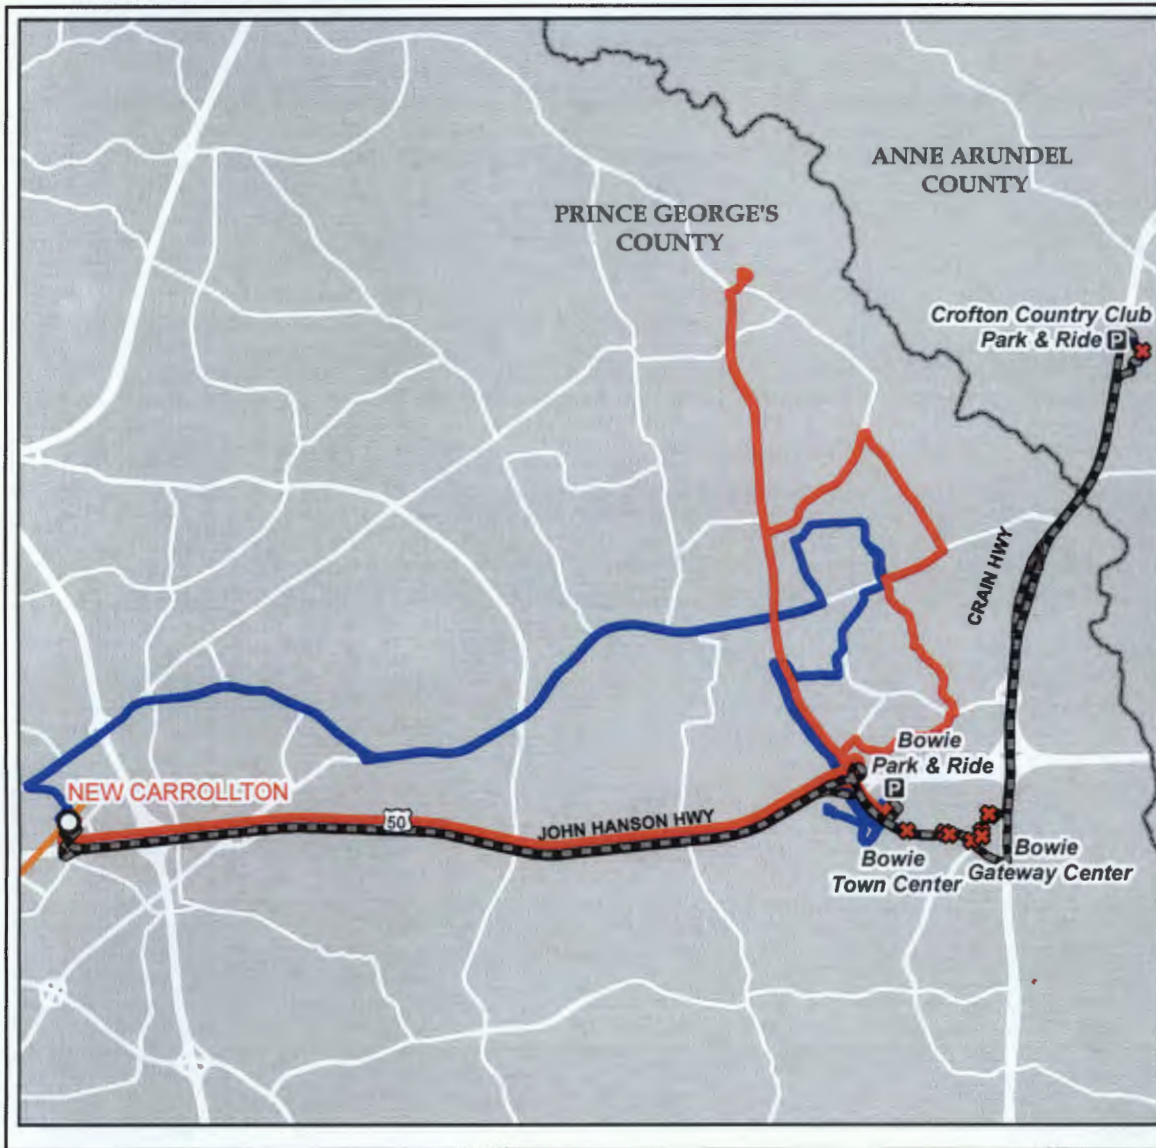 ANNE ARUNDEL
COUNTY
PRINCE GEORGE'S
COUNTY
Crofton Country Club
Park & Ride P
CRAIN HWY
Bowie
Park & Ride
P
NEW CARROLLTON
50
JOHN HANSON HWY
Bowie
Town Center
Bowie
Gateway Center